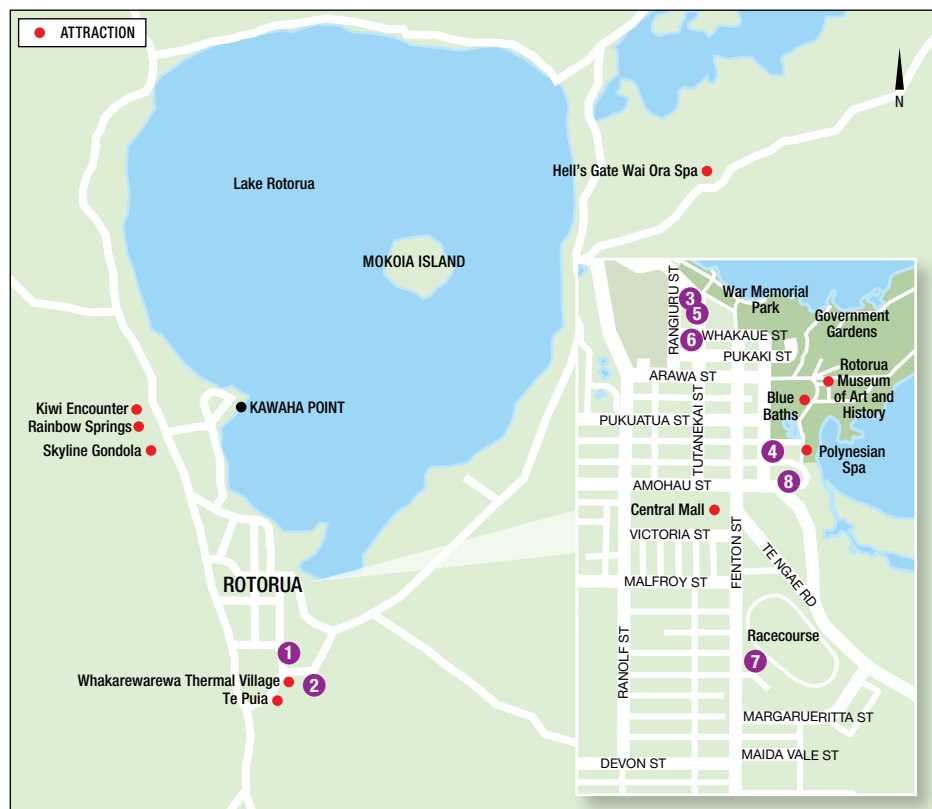 ATTRACTION
N
Lake Rotorua
Hell's Gate Wai Ora Spa
MOKOIA ISLAND
Kiwi Encounter
Rainbow Springs
Skyline Gondola
KAWAHA POINT
ROTORUA
1
2
Whakarewarewa Thermal Village
Te Puia
RANGIURU ST
3
5
6
War Memorial
Park
Government
Gardens
WHAKAUE ST
PUKAKI ST
ARAWA ST
Rotorua
Museum
of Art and
History
Blue
Baths
PUKUATUA ST
TUTANEKAI ST
4
Polynesian
Spa
AMOHAU ST
8
Central Mall
VICTORIA ST
FENTON ST
TE NGAE RD
MALFROY ST
RANOLF ST
Racecourse
7
MARGARUERITTA ST
MAIDA VALE ST
DEVON ST